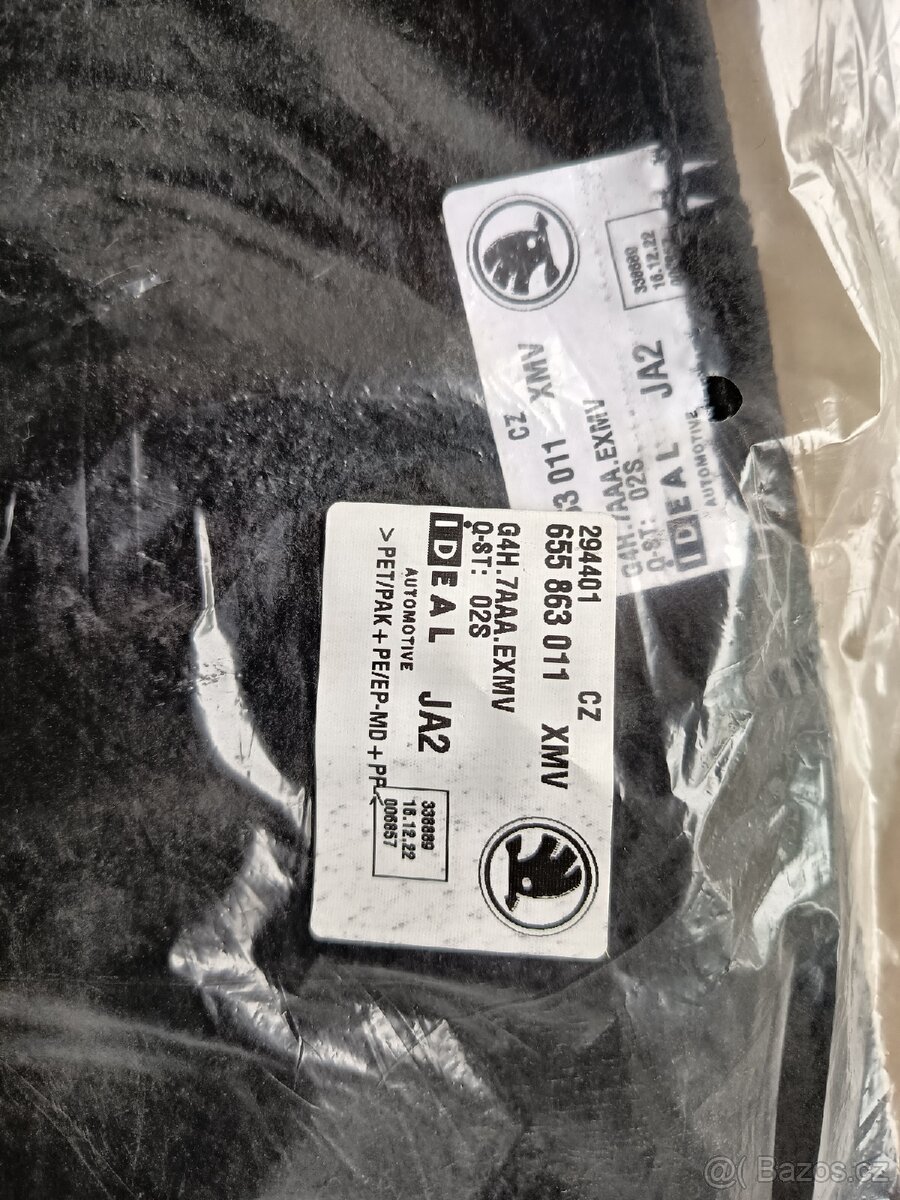 294401 CZ
655 863 011 XMV
G4H.7AAA.EXMV
Q-ST: 02S
IDEAL JA2
AUTOMOTIVE
>PET/PAK+PE/EP-MD+PP<
338889
16.12.22
006857
CZ
63 011 XMV
G4H.7AAA.EXMV
Q-ST: 02S
IDEAL JA2
AUTOMOTIVE
338889
16.12.22
@( Bazos.cz